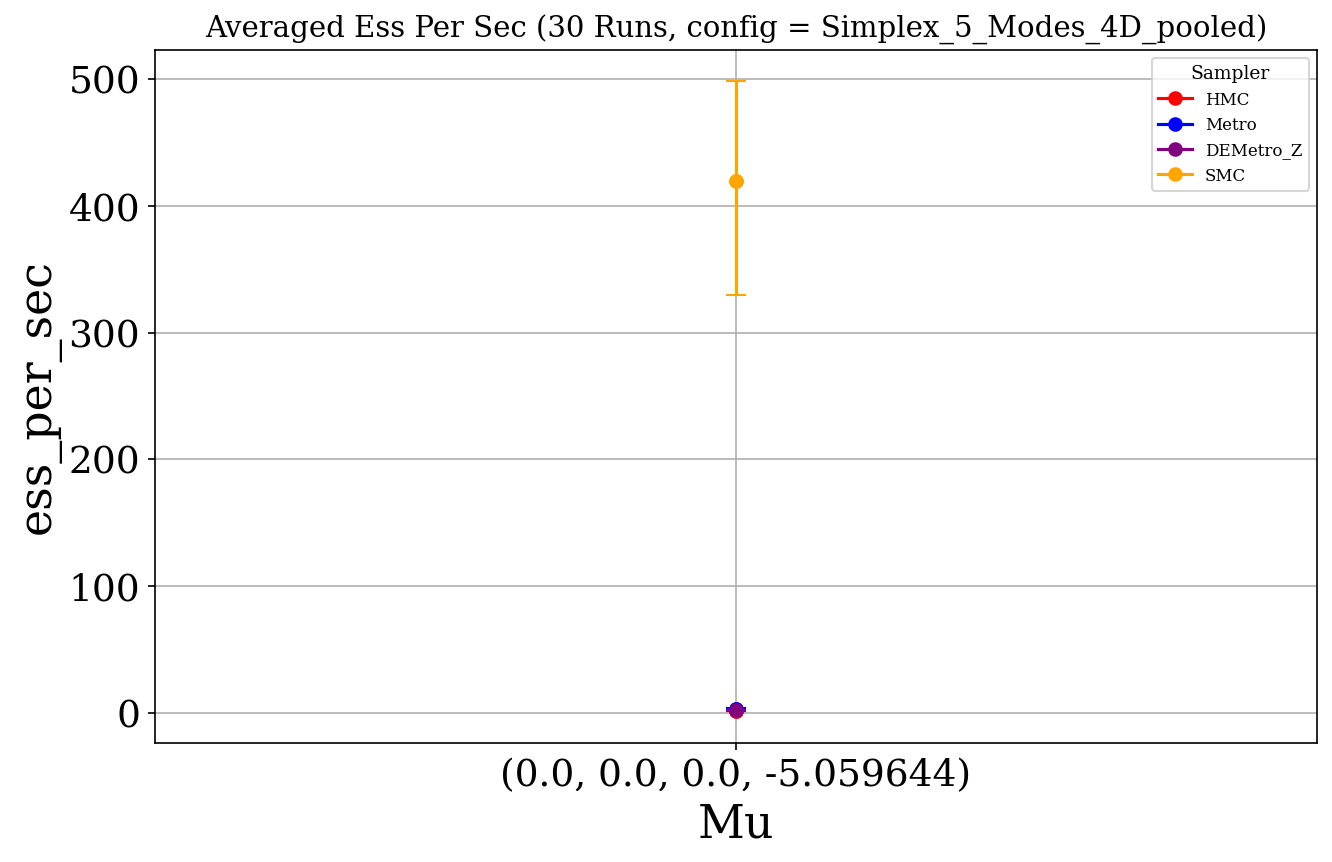 Averaged Ess Per Sec (30 Runs, config = Simplex_5_Modes_4D_pooled)
Sampler
HMC
Metro
DEMetro_Z
SMC
ess_per_sec
500
400
300
200
100
0
(0.0, 0.0, 0.0, -5.059644)
Mu